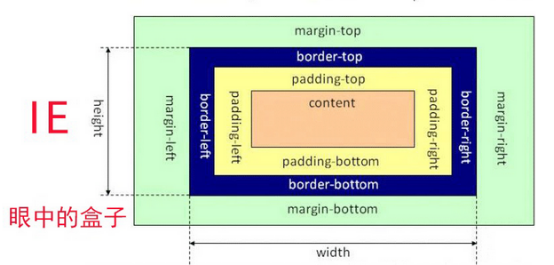 margin-top
border-top
padding-top
content
IE
height
margin-left
border-left
padding-left
padding-right
border-right
margin-right
padding-bottom
border-bottom
眼中的盒子
margin-bottom
width